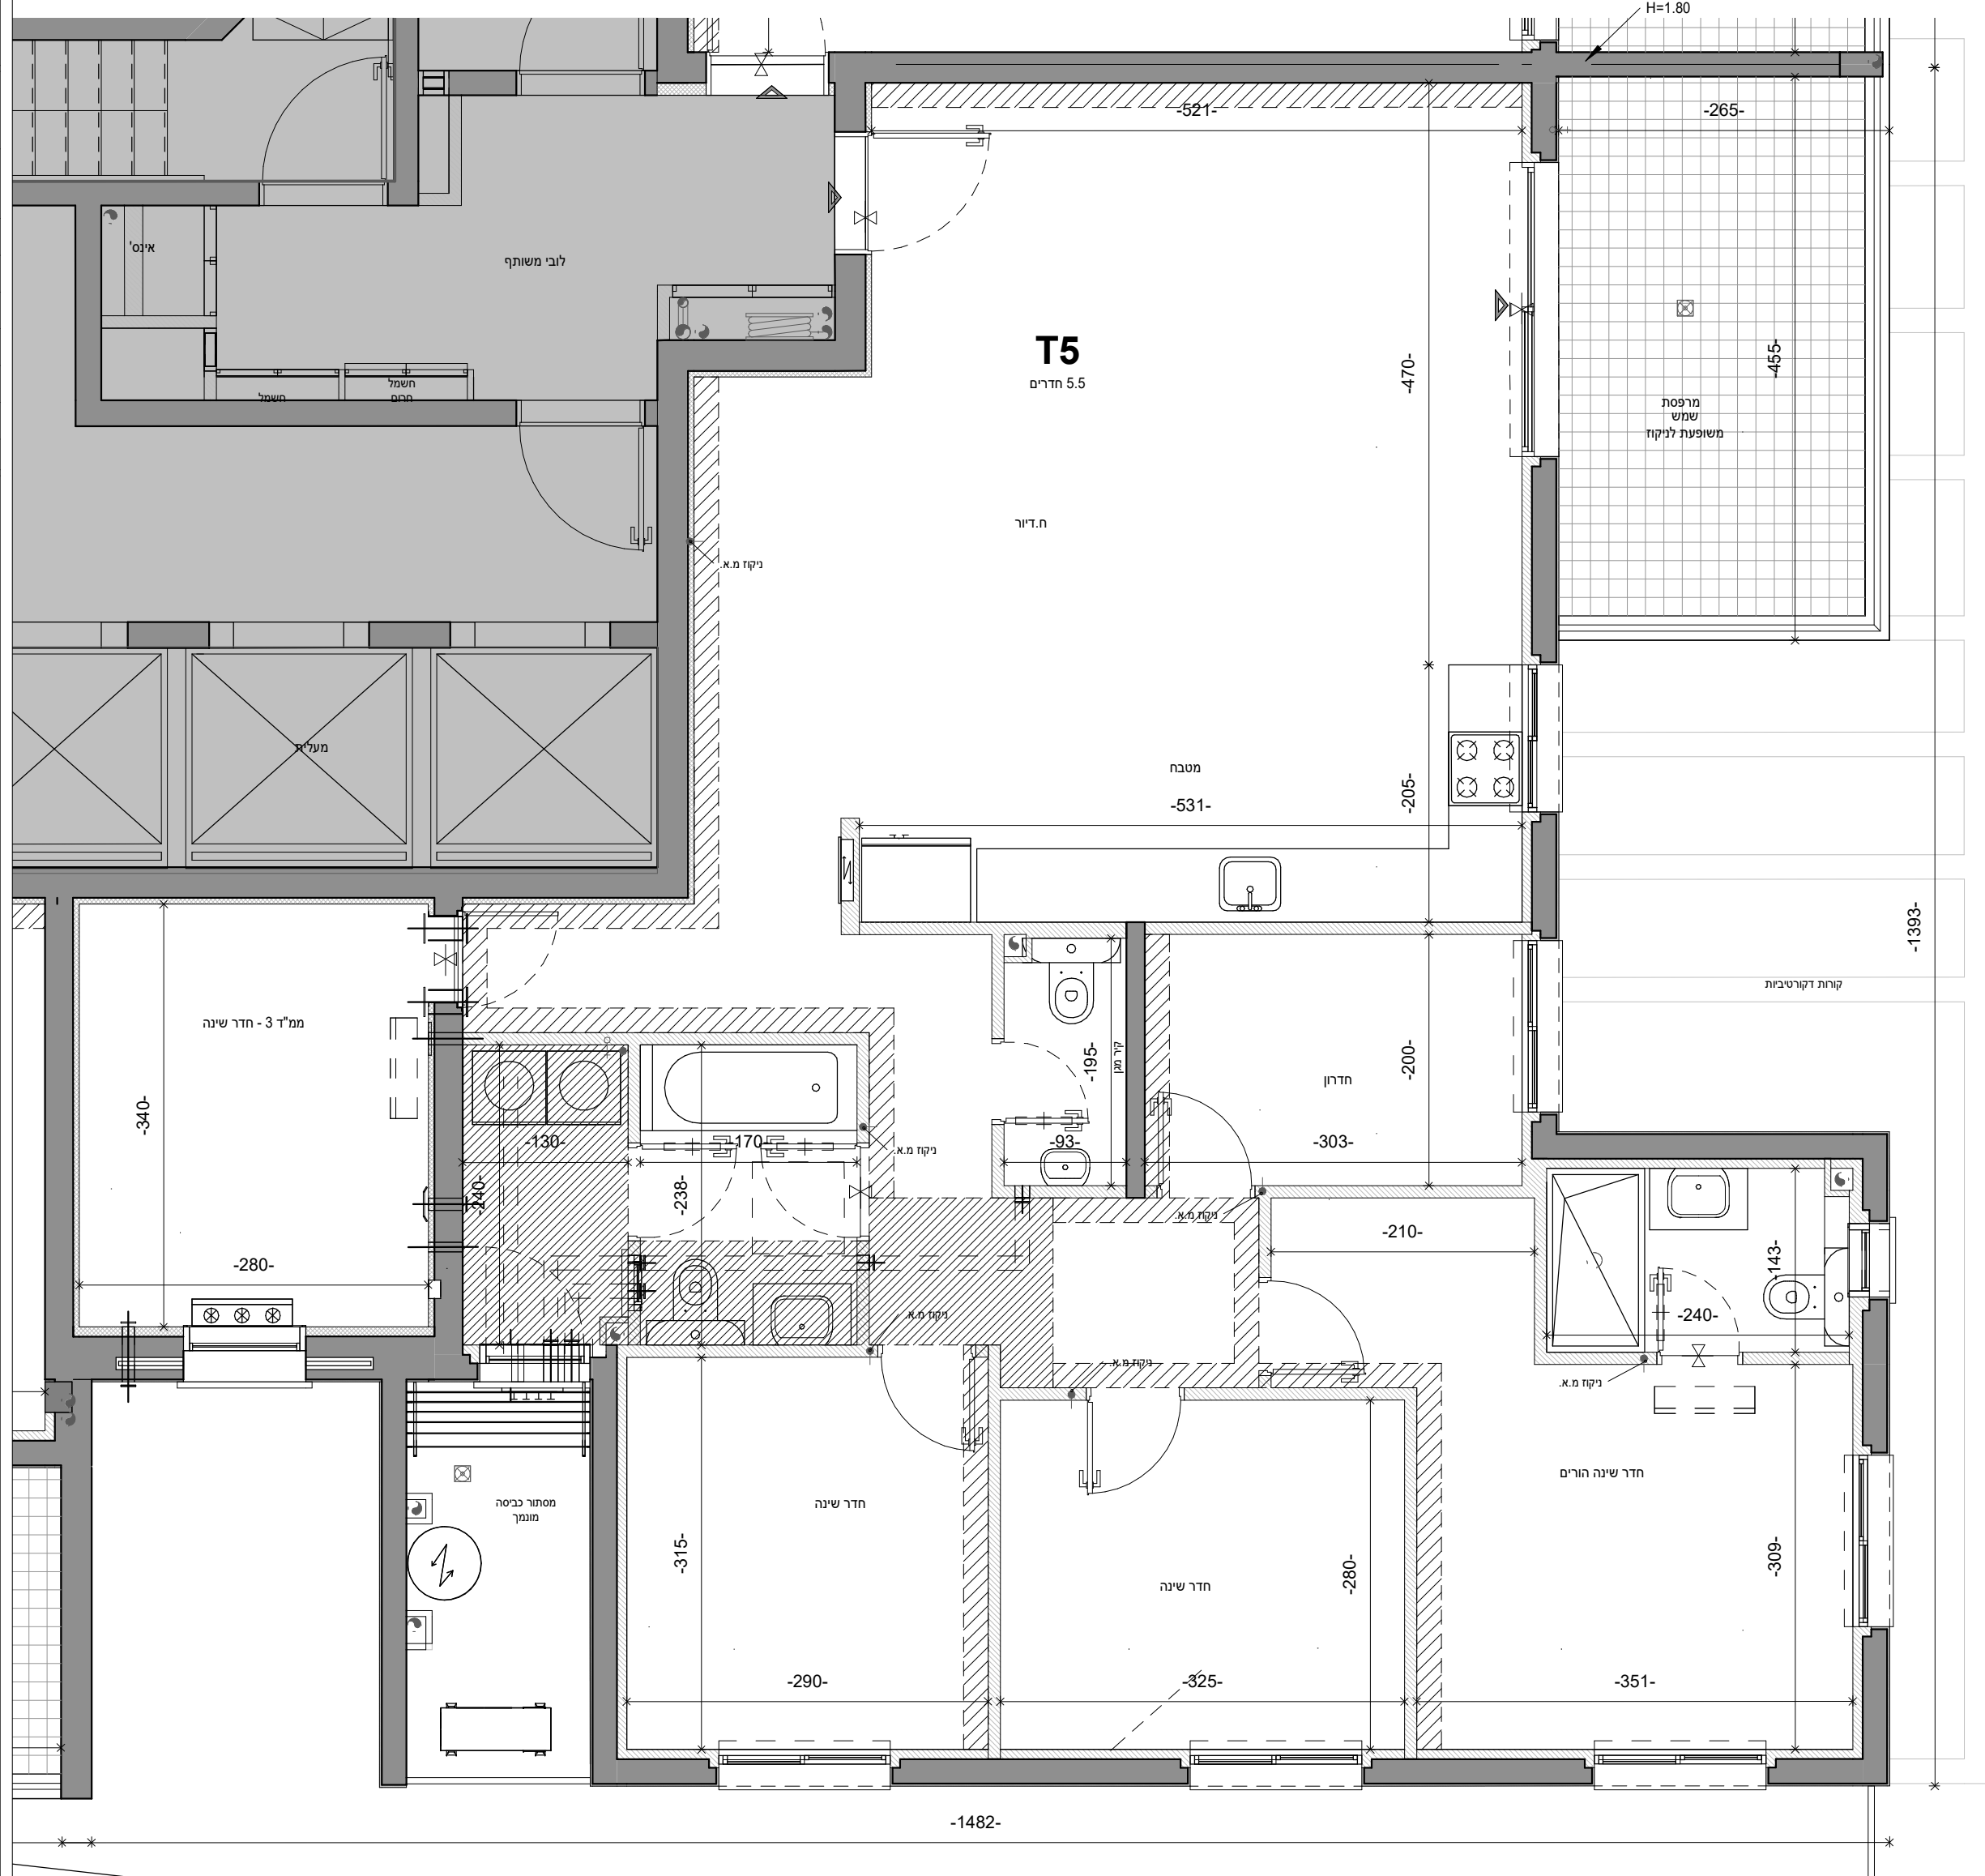 H=1.80
-521-
-265-
אינס'
לובי משותף
T5
5.5 חדרים
-470-
-455-
חשמל
חשמל
חרום
מרפסת
שמש
משופעת לניקוז
ח.דיור
ניקוז מ.א.
מעלית
מטבח
-531-
-205-
-1393-
קורות דקורטיביות
ממ"ד 3 - חדר שינה
-340-
-280-
-130-
-170-
-240-
-238-
ניקוז מ.א.
-195-
קיר מגן
-93-
חדרון
-200-
-303-
ניקוז מ.א.
-210-
-143-
-240-
ניקוז מ.א.
ניקוז מ.א.
ניקוז מ.א.
מסתור כביסה
מונמך
חדר שינה
-315-
-290-
חדר שינה
-280-
-325-
חדר שינה הורים
-309-
-351-
-1482-